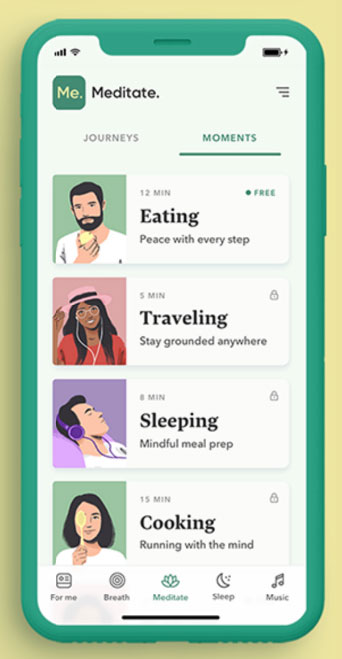 Me. Meditate.
JOURNEYS MOMENTS
12 MIN FREE
Eating
Peace with every step
5 MIN
Traveling
Stay grounded anywhere
8 MIN
Sleeping
Mindful meal prep
15 MIN
Cooking
Running with the mind
For me Breath Meditate Sleep Music